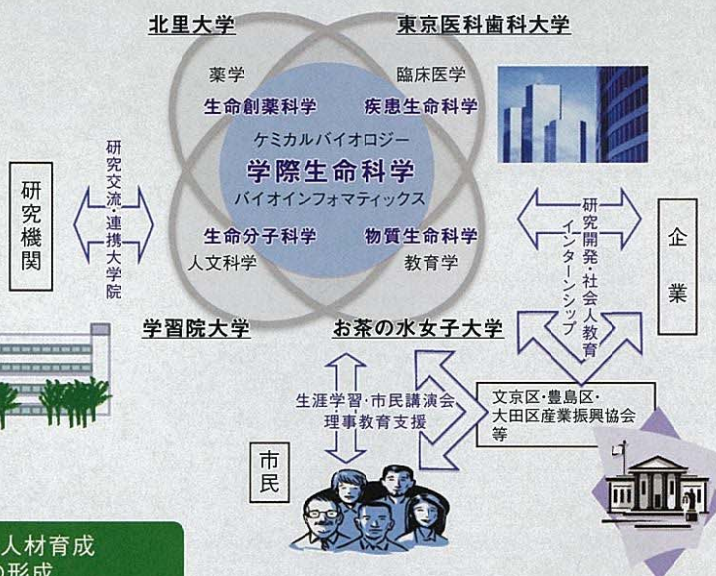 北里大学
東京医科歯科大学
薬学
臨床医学
生命創薬科学
疾患生命科学
ケミカルバイオロジー
学際生命科学
バイオインフォマティックス
生命分子科学
物質生命科学
人文科学
教育学
学習院大学
お茶の水女子大学
研究機関
研究交流・連携大学院
研究開発・社会人教育
インターンシップ
企業
生涯学習・市民講演会
理事教育支援
文京区・豊島区・
大田区産業振興協会
等
市民
人材育成
の形成